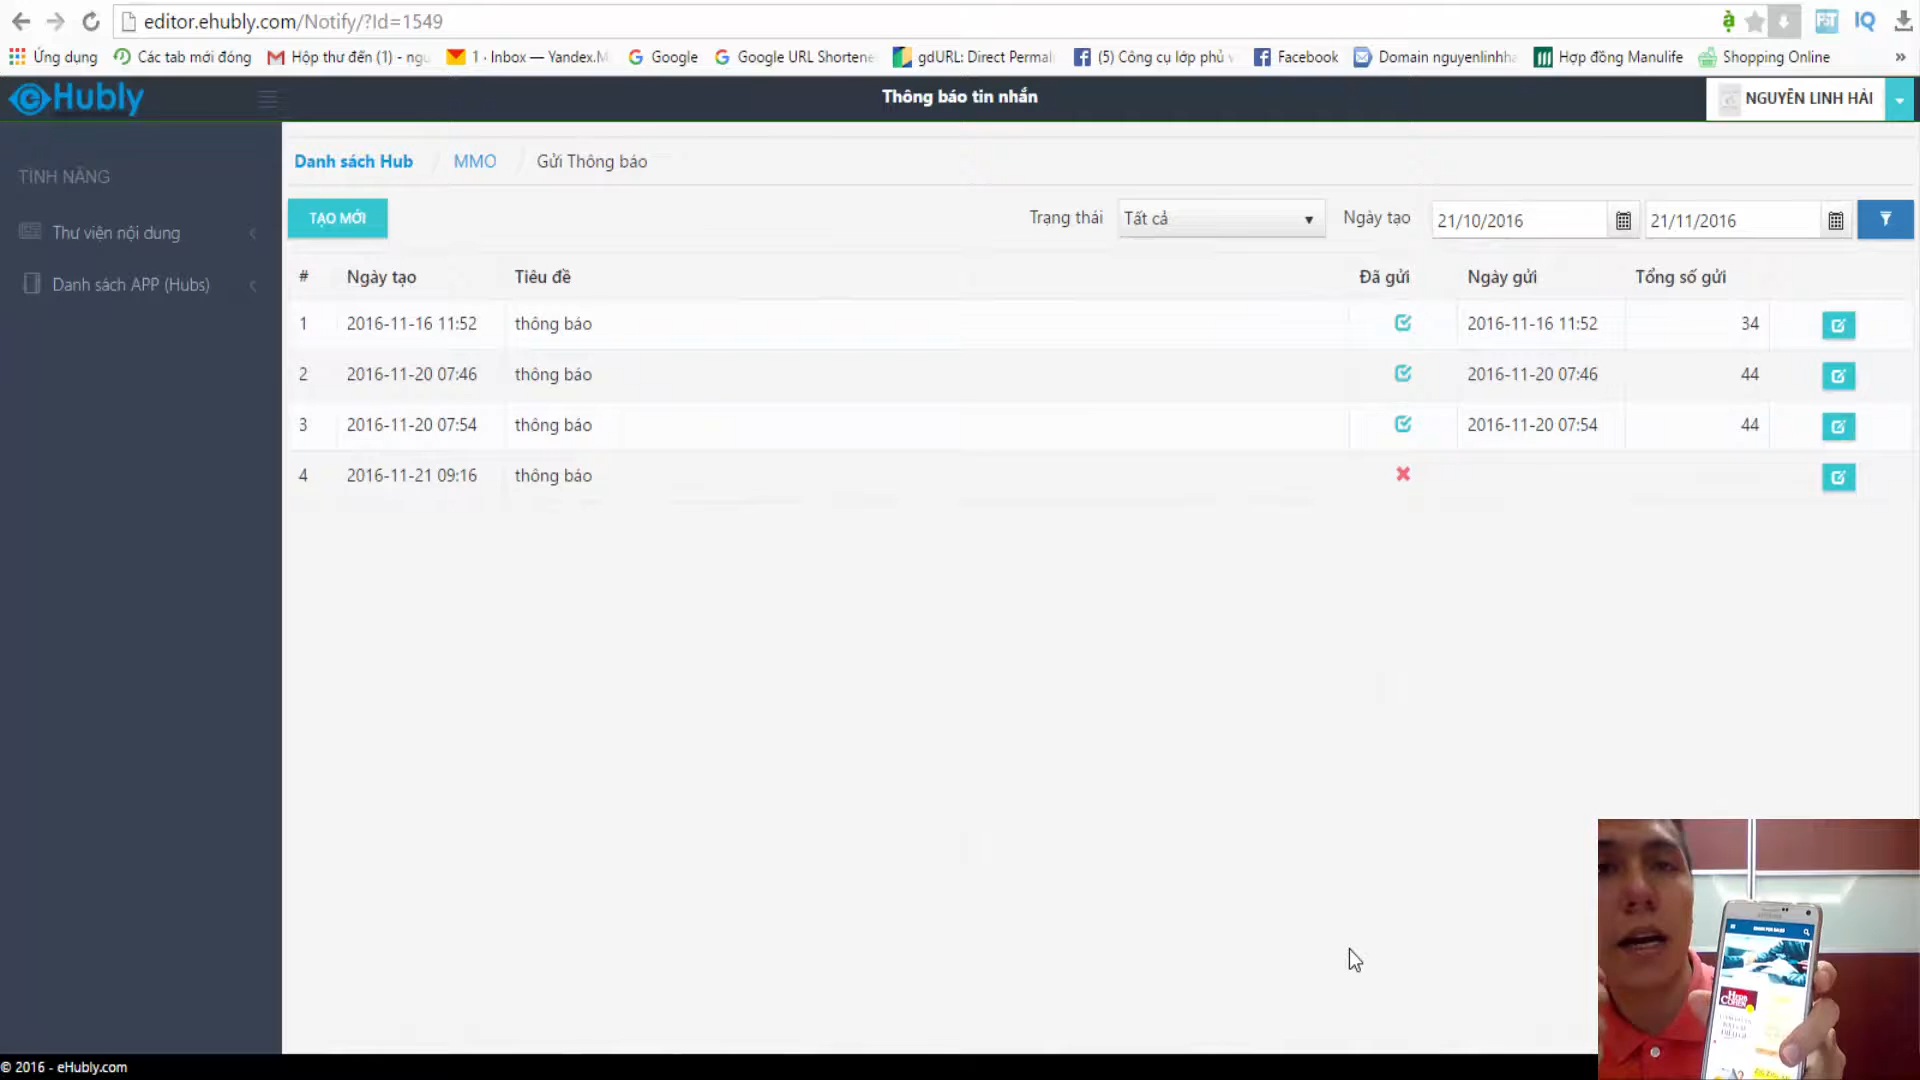 editor.ehubly.com/Notify/?Id=1549
Ứng dụng
Các tab mới đóng
Hộp thư đến (1) - ngu
1 · Inbox — Yandex.M
Google
Google URL Shortene
gdURL: Direct Permal
(5) Công cụ lớp phủ v
Facebook
Domain nguyenlinhha
Hợp đồng Manulife
Shopping Online
»
eHubly
Thông báo tin nhắn
NGUYỄN LINH HẢI
TÍNH NĂNG
Thư viện nội dung
Danh sách APP (Hubs)
Danh sách Hub / MMO / Gửi Thông báo
TẠO MỚI
Trạng thái Tất cả Ngày tạo 21/10/2016 21/11/2016
# Ngày tạo Tiêu đề Đã gửi Ngày gửi Tổng số gửi
1 2016-11-16 11:52 thông báo 2016-11-16 11:52 34
2 2016-11-20 07:46 thông báo 2016-11-20 07:46 44
3 2016-11-20 07:54 thông báo 2016-11-20 07:54 44
4 2016-11-21 09:16 thông báo
HERB
COHEN
© 2016 - eHubly.com